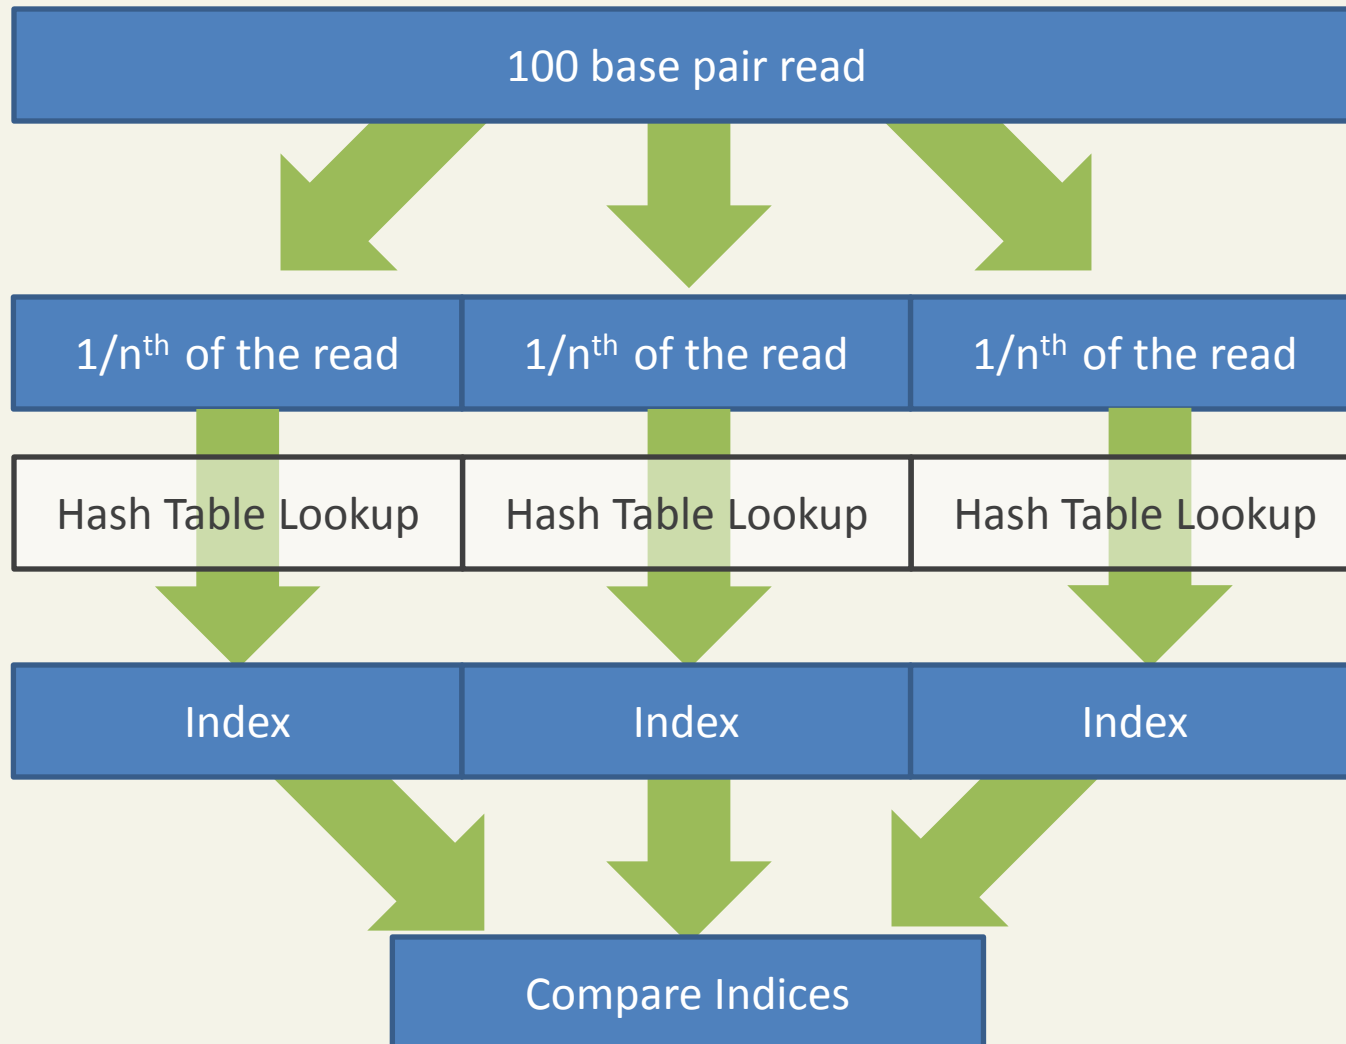 100 base pair read
1/nth of the read
1/nth of the read
1/nth of the read
Hash Table Lookup
Hash Table Lookup
Hash Table Lookup
Index
Index
Index
Compare Indices